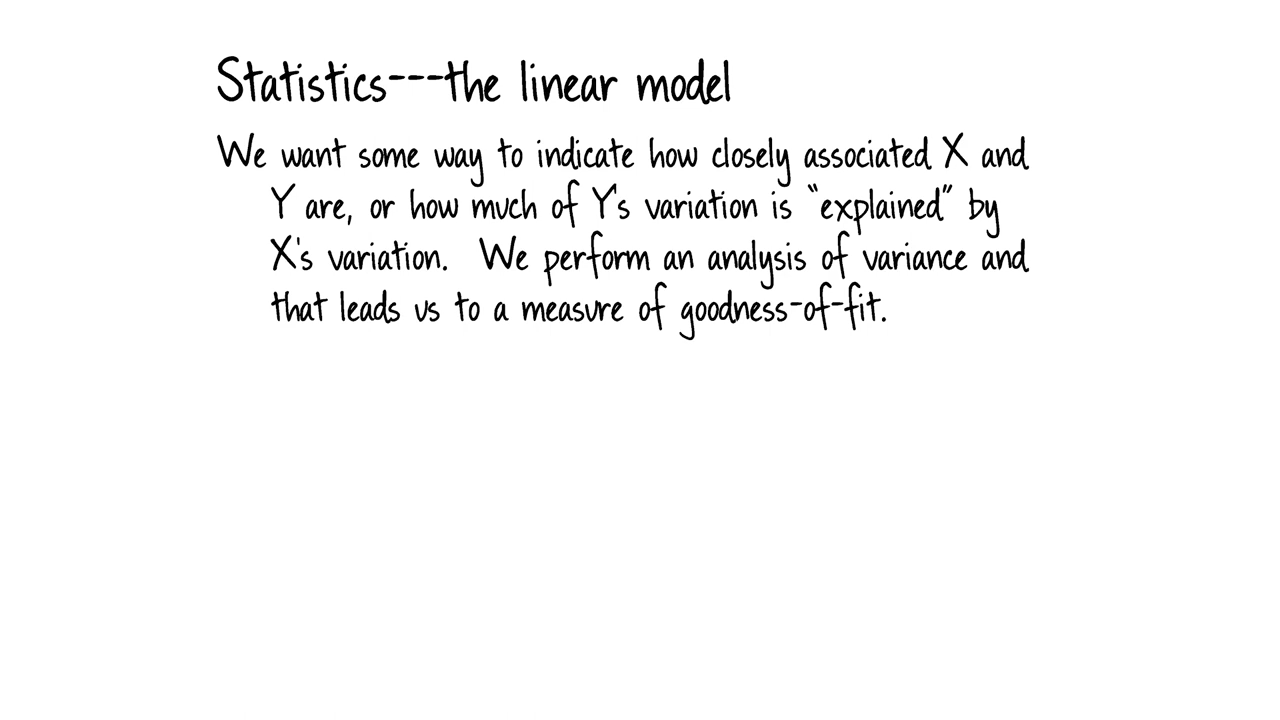 Statistics---the linear model
We want some way to indicate how closely associated X and
Y are, or how much of Y's variation is “explained” by
X's variation. We perform an analysis of variance and
that leads us to a measure of goodness-of-fit.